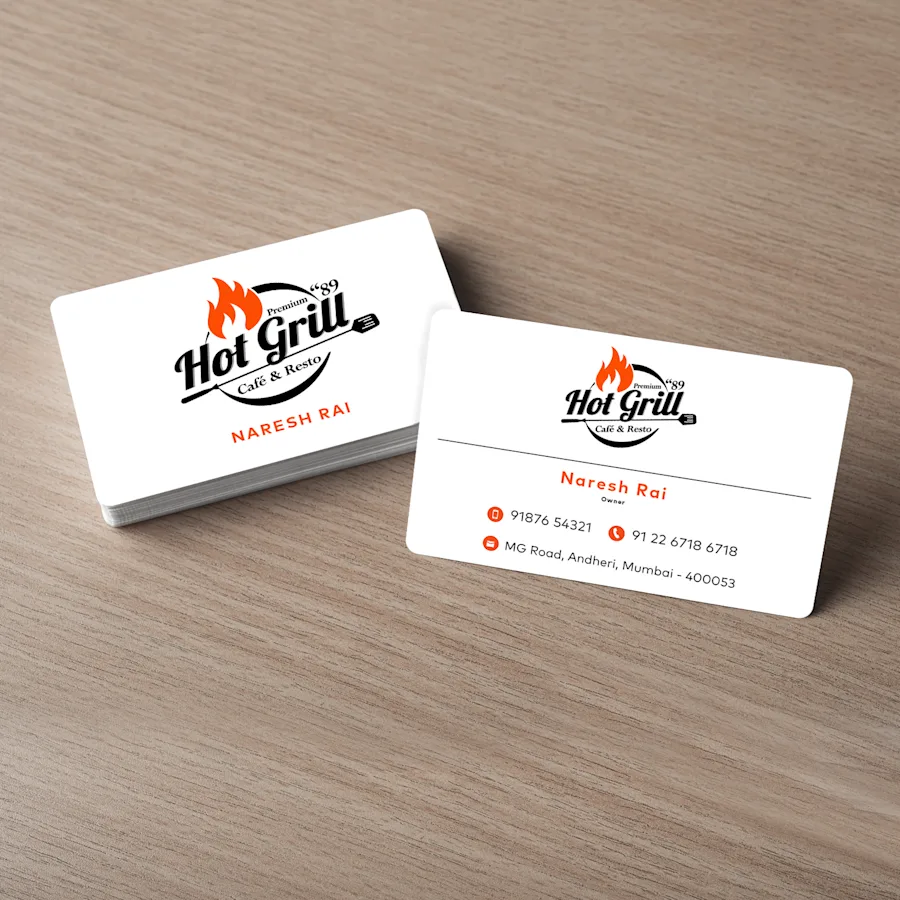 Premium “89
Hot Grill
Café & Resto
NARESH RAI
Premium “89
Hot Grill
Café & Resto
Naresh Rai
Owner
91876 54321 91 22 6718 6718
MG Road, Andheri, Mumbai - 400053